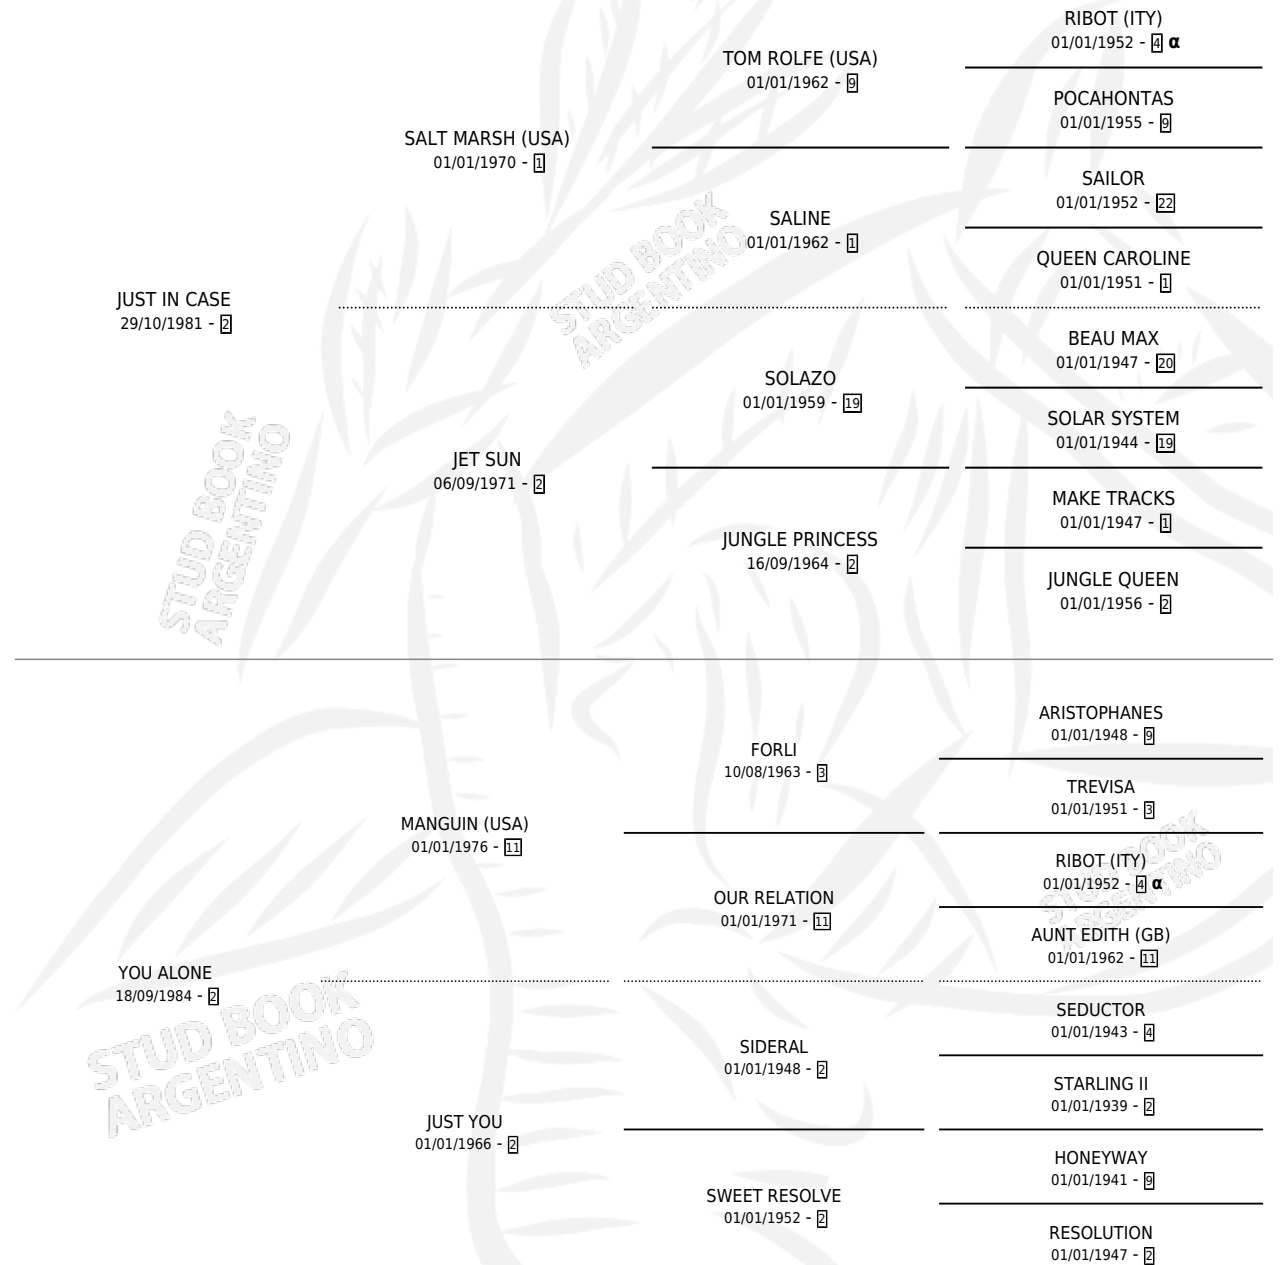 RIBOT (ITY)
01/01/1952 - 4 α
TOM ROLFE (USA)
01/01/1962 - 9
POCAHONTAS
01/01/1955 - 9
SALT MARSH (USA)
01/01/1970 - 1
SAILOR
01/01/1952 - 22
SALINE
01/01/1962 - 1
QUEEN CAROLINE
01/01/1951 - 1
JUST IN CASE
29/10/1981 - 2
BEAU MAX
01/01/1947 - 20
SOLAZO
01/01/1959 - 19
SOLAR SYSTEM
01/01/1944 - 19
JET SUN
06/09/1971 - 2
MAKE TRACKS
01/01/1947 - 1
JUNGLE PRINCESS
16/09/1964 - 2
JUNGLE QUEEN
01/01/1956 - 2
STUD BOOK
ARGENTINO
STUD BOOK
ARGENTINO
ARISTOPHANES
01/01/1948 - 9
FORLI
10/08/1963 - 3
TREVISA
01/01/1951 - 3
MANGUIN (USA)
01/01/1976 - 11
RIBOT (ITY)
01/01/1952 - 4 α
OUR RELATION
01/01/1971 - 11
AUNT EDITH (GB)
01/01/1962 - 11
YOU ALONE
18/09/1984 - 2
SEDUCTOR
01/01/1943 - 4
SIDERAL
01/01/1948 - 2
STARLING II
01/01/1939 - 2
JUST YOU
01/01/1966 - 2
HONEYWAY
01/01/1941 - 9
SWEET RESOLVE
01/01/1952 - 2
RESOLUTION
01/01/1947 - 2
STUD BOOK
ARGENTINO
STUD BOOK
ARGENTINO